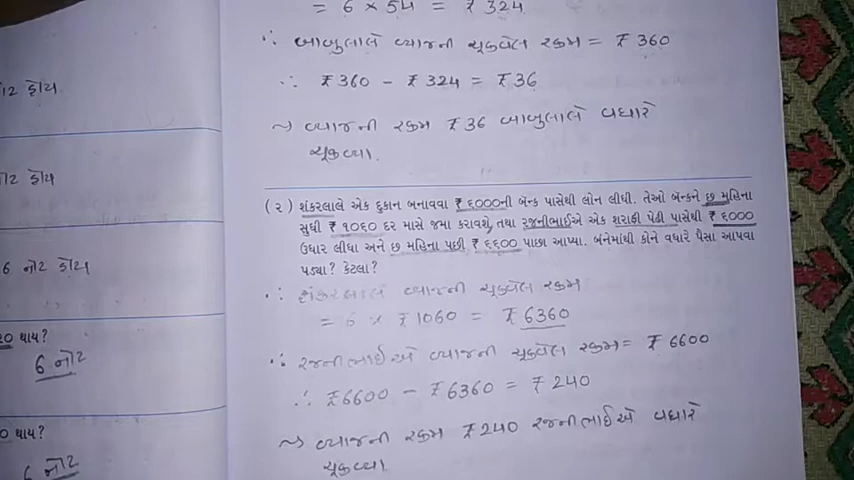 = 6 × 54 = ₹ 324
∴ બાબુલાલે વ્યાજની ચૂકવેલ રકમ = ₹ 360
નોટ હોય
∴ ₹ 360 - ₹ 324 = ₹ 36
~) વ્યાજની રકમ ₹ 36 બાબુલાલે વધારે
ચૂકવ્યા.
નોટ હોય
(૨) શંકરલાલે એક દુકાન બનાવવા ₹ ૬૦૦૦ની બૅન્ક પાસેથી લોન લીધી. તેઓ બૅન્કને છ મહિના
સુધી ₹ ૧૦૬૦ દર માસે જમા કરાવશે, તથા રજનીભાઈએ એક શરાફી પેઢી પાસેથી ₹ ૬૦૦૦
ઉધાર લીધા અને છ મહિના પછી ₹ ૬૬૦૦ પાછા આપ્યા. બંનેમાંથી કોને વધારે પૈસા આપવા
પડ્યા? કેટલા?
6 નોટ હોય
∴ શંકરલાલે વ્યાજની ચૂકવેલ રકમ
= 6 × ₹ 1060 = ₹ 6360
થાય?
6 નોટ
∴ રજનીભાઈએ વ્યાજની ચૂકવેલ રકમ = ₹ 6600
∴ ₹ 6600 - ₹ 6360 = ₹ 240
~) વ્યાજની રકમ ₹ 240 રજનીભાઈએ વધારે
ચૂકવ્યા.
થાય?
6 નોટ